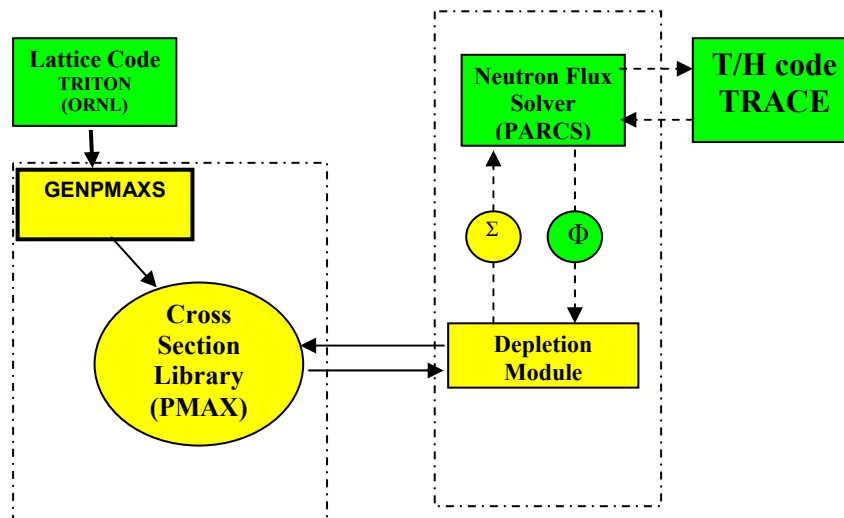 Lattice Code
TRITON
(ORNL)
Neutron Flux
Solver
(PARCS)
T/H code
TRACE
GENPMAXS
Σ
Φ
Cross
Section
Library
(PMAX)
Depletion
Module